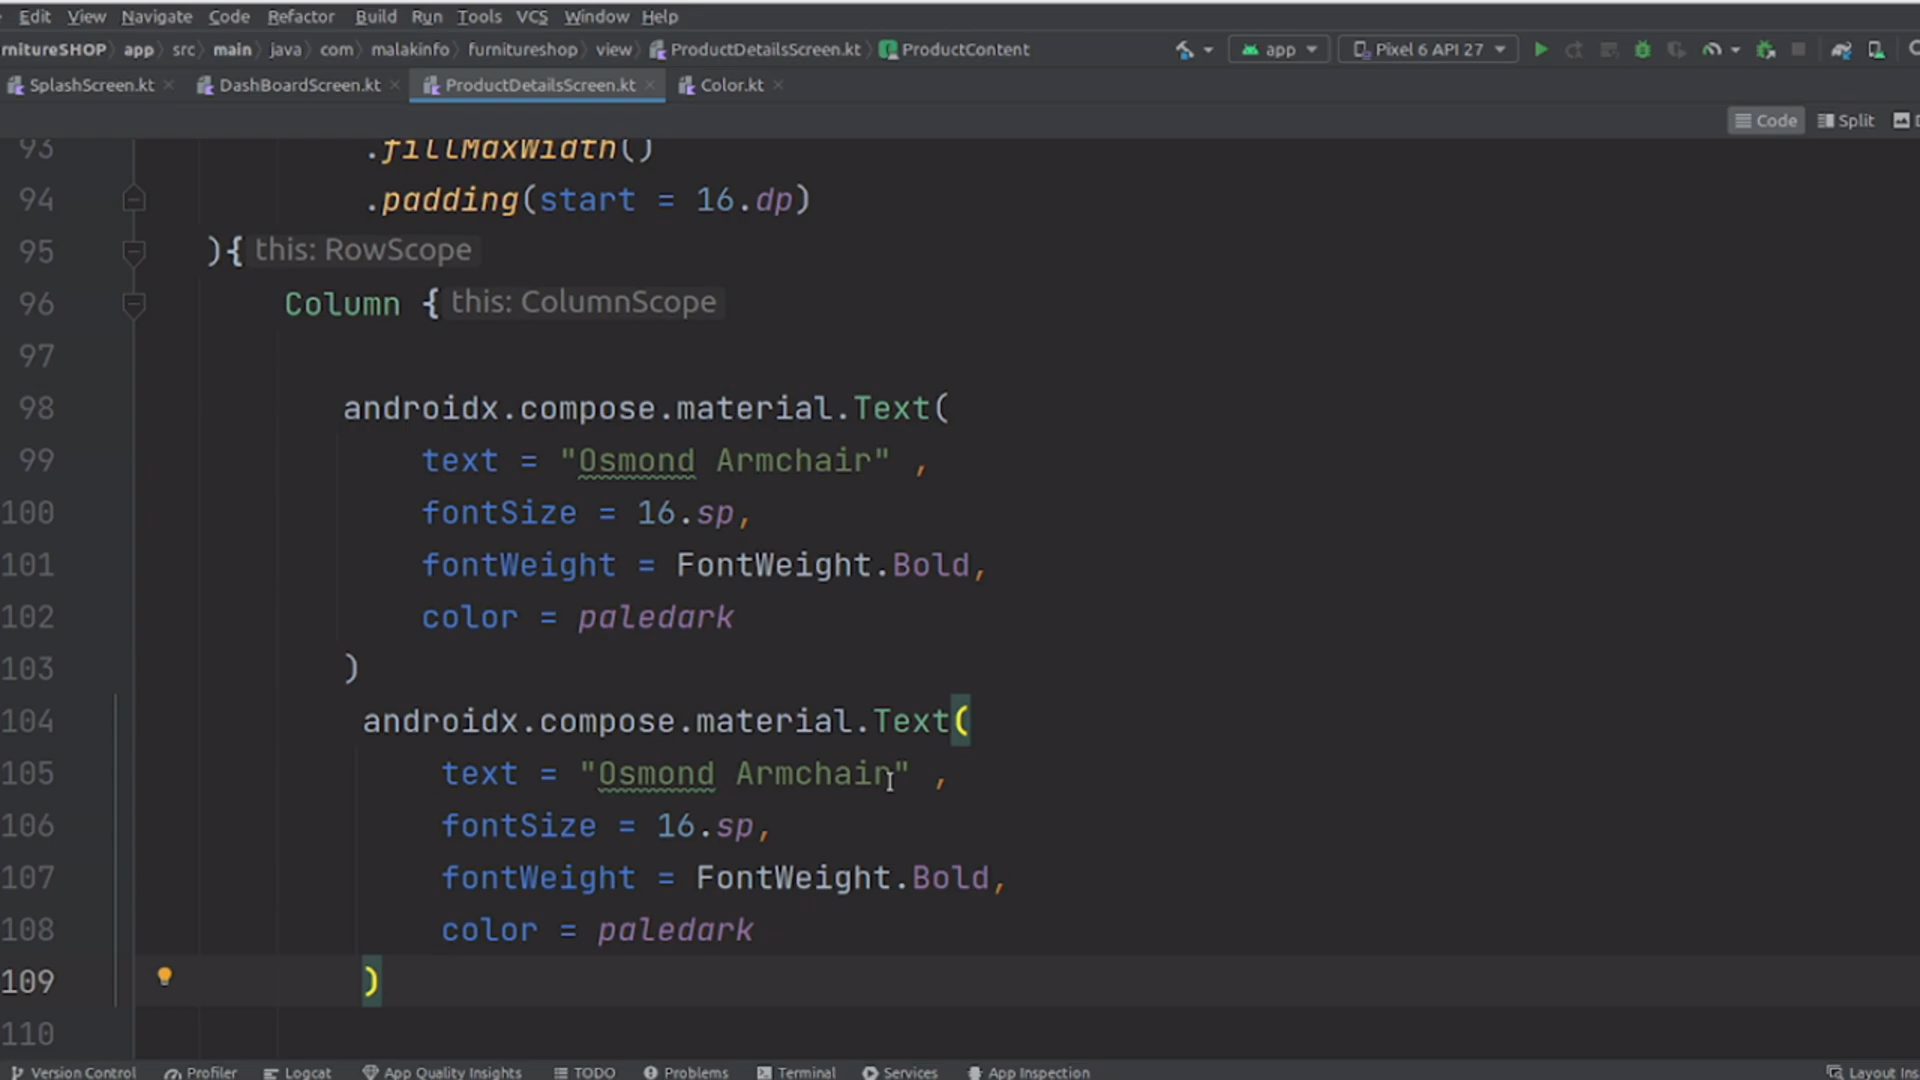 Edit View Navigate Code Refactor Build Run Tools VCS Window Help
rnitureSHOP app src main java com malakinfo furnitureshop view ProductDetailsScreen.kt ProductContent app Pixel 6 API 27
SplashScreen.kt DashBoardScreen.kt ProductDetailsScreen.kt Color.kt
Code Split
93 .fillMaxWidth()
94 .padding(start = 16.dp)
95 ){ this: RowScope
96 Column { this: ColumnScope
97
98 androidx.compose.material.Text(
99 text = "Osmond Armchair" ,
100 fontSize = 16.sp,
101 fontWeight = FontWeight.Bold,
102 color = paledark
103 )
104 androidx.compose.material.Text(
105 text = "Osmond Armchair" ,
106 fontSize = 16.sp,
107 fontWeight = FontWeight.Bold,
108 color = paledark
109 )
110
Version Control Profiler Logcat App Quality Insights TODO Problems Terminal Services App Inspection Layout Ins